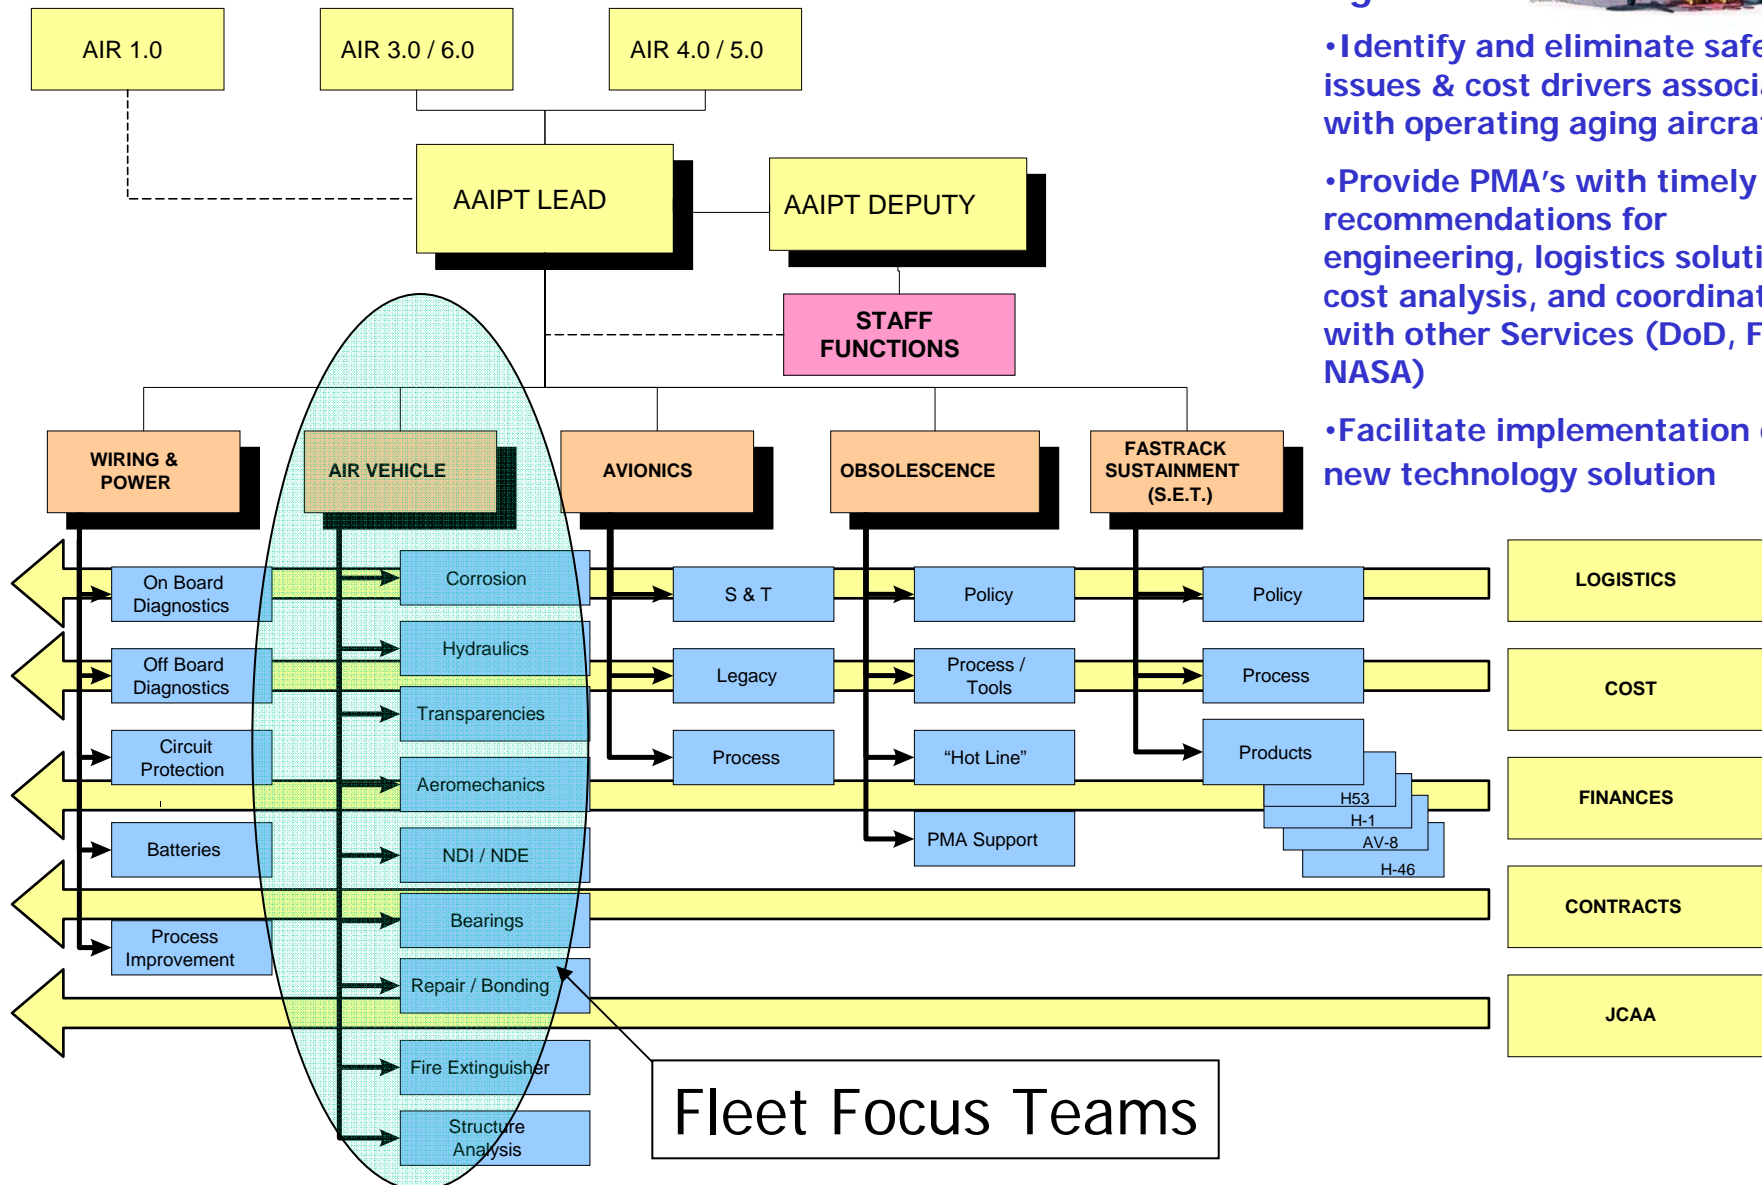 AIR 1.0
AIR 3.0 / 6.0
AIR 4.0 / 5.0
AAIPT LEAD
AAIPT DEPUTY
STAFF
FUNCTIONS
•Identify and eliminate
issues & cost drivers
with operating aging
•Provide PMA's with timely
recommendations for
engineering, logistics
cost analysis, and
with other Services (DoD,
NASA)
•Facilitate implementation
new technology solution
WIRING &
POWER
AIR VEHICLE
AVIONICS
OBSOLESCENCE
FASTRACK
SUSTAINMENT
(S.E.T.)
On Board
Diagnostics
Off Board
Diagnostics
Circuit
Protection
Batteries
Process
Improvement
Corrosion
Hydraulics
Transparencies
Aeromechanics
NDI / NDE
Bearings
Repair / Bonding
Fire Extinguisher
Structure
Analysis
S & T
Legacy
Process
Policy
Process /
Tools
“Hot Line”
PMA Support
Policy
Process
Products
H53
H-1
AV-8
H-46
LOGISTICS
COST
FINANCES
CONTRACTS
JCAA
Fleet Focus Teams